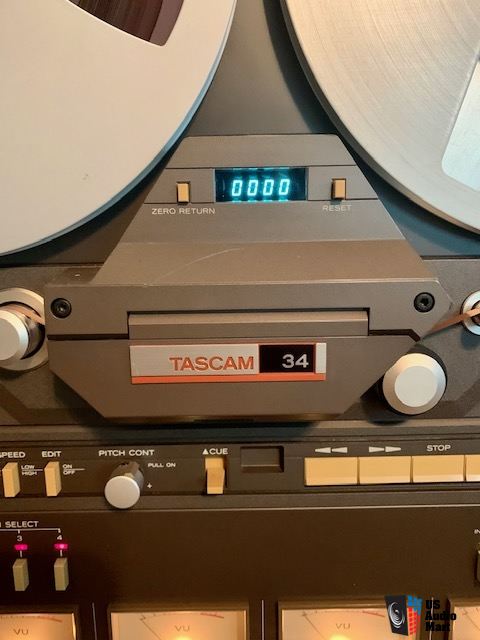 0000
ZERO RETURN
RESET
TASCAM 34
SPEED
LOW
HIGH
EDIT
ON
OFF
PITCH CONT
PULL ON
+
▲CUE
◀◀
▶▶
STOP
SELECT
3
4
IN
VU
VU
VU
US
Audio
Mart